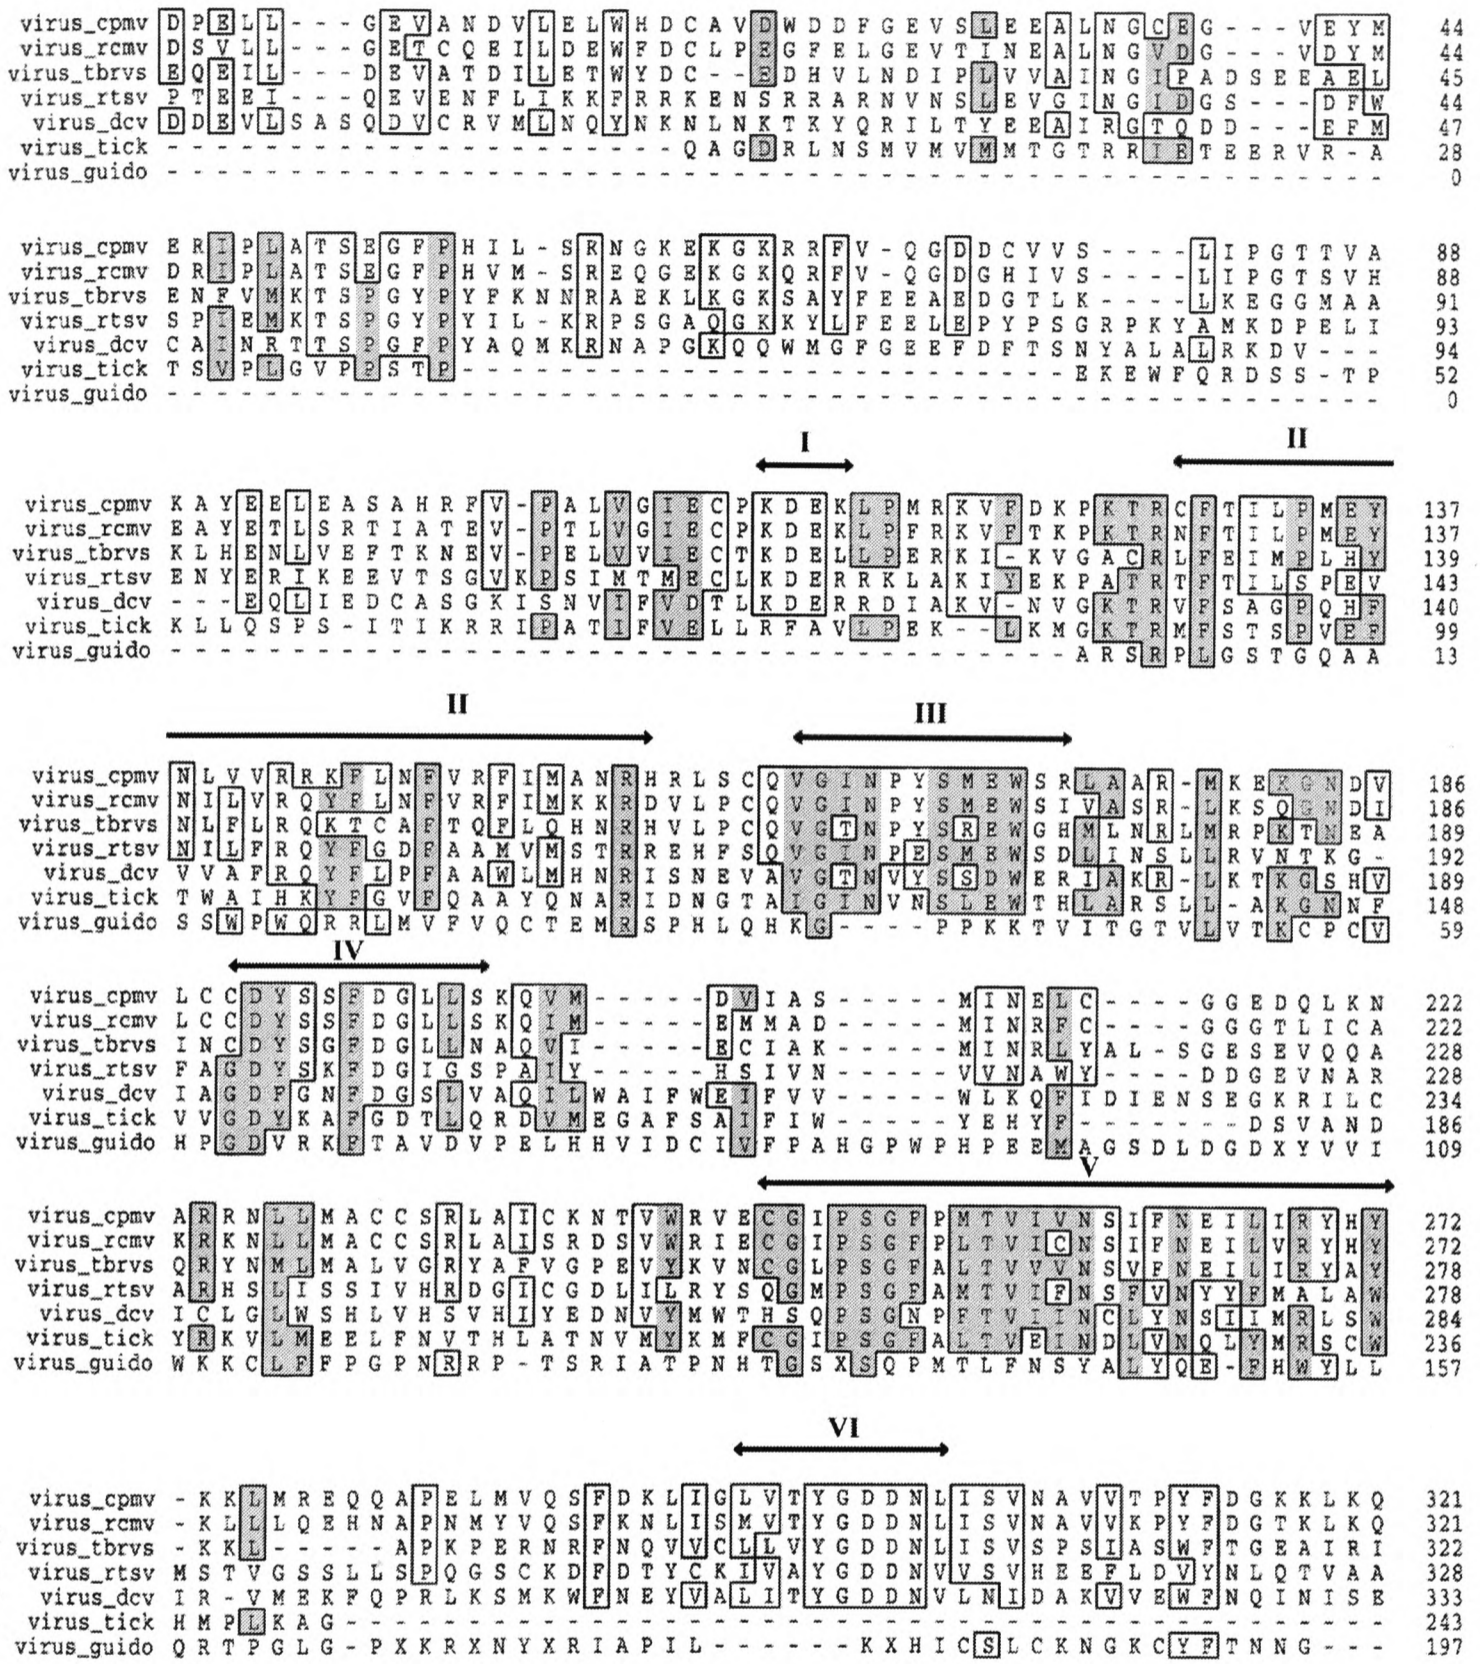 virus_cpmv D P E L L - - - G E V A N D V L E L W H D C A V D W D D F G E V S L E E A L N G C E G - - - V E Y M 44
virus_rcmv D S V L L - - - G E T C Q E I L D E W F D C L P E G F E L G E V T I N E A L N G V D G - - - V D Y M 44
virus_tbrvs E Q E I L - - - D E V A T D I L E T W Y D C - - E D H V L N D I P L V V A I N G I P A D S E E A E L 45
virus_rtsv P T E E I - - - Q E V E N F L I K K F R R K E N S R R A R N V N S L E V G I N G I D G S - - - D F W 44
virus_dcv D D E V L S A S Q D V C R V M L N Q Y N K N L N K T K Y Q R I L T Y E E A I R G T Q D D - - - E F M 47
virus_tick - - - - - - - - - - - - - - - - - - - - - Q A G D R L N S M V M V M M T G T R R I E T E E R V R - A 28
virus_guido - - - - - - - - - - - - - - - - - - - - - - - - - - - - - - - - - - - - - - - - - - - - - - - - - - 0
virus_cpmv E R I P L A T S E G F P H I L - S R N G K E K G K R R F V - Q G D D C V V S - - - - L I P G T T V A 88
virus_rcmv D R I P L A T S E G F P H V M - S R E Q G E K G K Q R F V - Q G D G H I V S - - - - L I P G T S V H 88
virus_tbrvs E N F V M K T S P G Y P Y F K N N R A E K L K G K S A Y F E E A E D G T L K - - - - L K E G G M A A 91
virus_rtsv S P I E M K T S P G Y P Y I L - K R P S G A Q G K K Y L F E E L E P Y P S G R P K Y A M K D P E L I 93
virus_dcv C A I N R T T S P G F P Y A Q M K R N A P G K Q Q W M G F G E E F D F T S N Y A L A L R K D V - - - 94
virus_tick T S V P L G V P P S T P - - - - - - - - - - - - - - - - - - - - - - - - - E K E W F Q R D S S - T P 52
virus_guido - - - - - - - - - - - - - - - - - - - - - - - - - - - - - - - - - - - - - - - - - - - - - - - - - - 0
I II
virus_cpmv K A Y E E L E A S A H R F V - P A L V G I E C P K D E K L P M R K V F D K P K T R C F T I L P M E Y 137
virus_rcmv E A Y E T L S R T I A T E V - P T L V G I E C P K D E K L P F R K V F T K P K T R N F T I L P M E Y 137
virus_tbrvs K L H E N L V E F T K N E V - P E L V V I E C T K D E L L P E R K I - K V G A C R L F E I M P L H Y 139
virus_rtsv E N Y E R I K E E V T S G V K P S I M T M E C L K D E R R K L A K I Y E K P A T R T F T I L S P E V 143
virus_dcv - - - E Q L I E D C A S G K I S N V I F V D T L K D E R R D I A K V - N V G K T R V F S A G P Q H F 140
virus_tick K L L Q S P S - I T I K R R I P A T I F V E L L R F A V L P E K - - L K M G K T R M F S T S P V E F 99
virus_guido - - - - - - - - - - - - - - - - - - - - - - - - - - - - - - - - - - - - - A R S R P L G S T G Q A A 13
II III
virus_cpmv N L V V R R K F L N F V R F I M A N R H R L S C Q V G I N P Y S M E W S R L A A R - M K E K G N D V 186
virus_rcmv N I L V R Q Y F L N F V R F I M K K R D V L P C Q V G I N P Y S M E W S I V A S R - L K S Q G N D I 186
virus_tbrvs N L F L R Q K T C A F T Q F L Q H N R H V L P C Q V G T N P Y S R E W G H M L N R L M R P K T N E A 189
virus_rtsv N I L F R Q Y F G D F A A M V M S T R R E H F S Q V G I N P E S M E W S D L I N S L L R V N T K G - 192
virus_dcv V V A F R Q Y F L P F A A W L M H N R I S N E V A V G T N V Y S S D W E R I A K R - L K T K G S H V 189
virus_tick T W A I H K Y F G V F Q A A Y Q N A R I D N G T A I G I N V N S L E W T H L A R S L L - A K G N N F 148
virus_guido S S W P W Q R R L M V F V Q C T E M R S P H L Q H K G - - - - P P K K T V I T G T V L V T K C P C V 59
IV
virus_cpmv L C C D Y S S F D G L L S K Q V M - - - - - D V I A S - - - - - M I N E L C - - - - G G E D Q L K N 222
virus_rcmv L C C D Y S S F D G L L S K Q I M - - - - - E M M A D - - - - - M I N R F C - - - - G G G T L I C A 222
virus_tbrvs I N C D Y S G F D G L L N A Q V I - - - - - E C I A K - - - - - M I N R L Y A L - S G E S E V Q Q A 228
virus_rtsv F A G D Y S K F D G I G S P A I Y - - - - - H S I V N - - - - - V V N A W Y - - - - D D G E V N A R 228
virus_dcv I A G D F G N F D G S L V A Q I L W A I F W E I F V V - - - - - W L K Q F I D I E N S E G K R I L C 234
virus_tick V V G D Y K A F G D T L Q R D V M E G A F S A I F I W - - - - - Y E H Y F - - - - - - - D S V A N D 186
virus_guido H P G D V R K F T A V D V P E L H H V I D C I V F P A H G P W P H P E E M A G S D L D G D X Y V V I 109
V
virus_cpmv A R R N L L M A C C S R L A I C K N T V W R V E C G I P S G F P M T V I V N S I F N E I L I R Y H Y 272
virus_rcmv K R K N L L M A C C S R L A I S R D S V W R I E C G I P S G F P L T V I C N S I F N E I L V R Y H Y 272
virus_tbrvs Q R Y N M L M A L V G R Y A F V G P E V Y K V N C G L P S G F A L T V V V N S V F N E I L I R Y A Y 278
virus_rtsv A R H S L I S S I V H R D G I C G D L I L R Y S Q G M P S G F A M T V I F N S F V N Y Y F M A L A W 278
virus_dcv I C L G L W S H L V H S V H I Y E D N V Y M W T H S Q P S G N P F T V I I N C L Y N S I I M R L S W 284
virus_tick Y R K V L M E E L F N V T H L A T N V M Y K M F C G I P S G F A L T V E I N D L V N Q L Y M R S C W 236
virus_guido W K K C L F F P G P N R R P - T S R I A T P N H T G S X S Q P M T L F N S Y A L Y Q E - F H W Y L L 157
VI
virus_cpmv - K K L M R E Q Q A P E L M V Q S F D K L I G L V T Y G D D N L I S V N A V V T P Y F D G K K L K Q 321
virus_rcmv - K L L L Q E H N A P N M Y V Q S F K N L I S M V T Y G D D N L I S V N A V V K P Y F D G T K L K Q 321
virus_tbrvs - K K L - - - - - A P K P E R N R F N Q V V C L L V Y G D D N L I S V S P S I A S W F T G E A I R I 322
virus_rtsv M S T V G S S L L S P Q G S C K D F D T Y C K I V A Y G D D N V V S V H E E F L D V Y N L Q T V A A 328
virus_dcv I R - V M E K F Q P R L K S M K W F N E Y V A L I T Y G D D N V L N I D A K V V E W F N Q I N I S E 333
virus_tick H M P L K A G - - - - - - - - - - - - - - - - - - - - - - - - - - - - - - - - - - - - - - - - - - - 243
virus_guido Q R T P G L G - P X K R X N Y X R I A P I L - - - - - - K X H I C S L C K N G K C Y F T N N G - - - 197